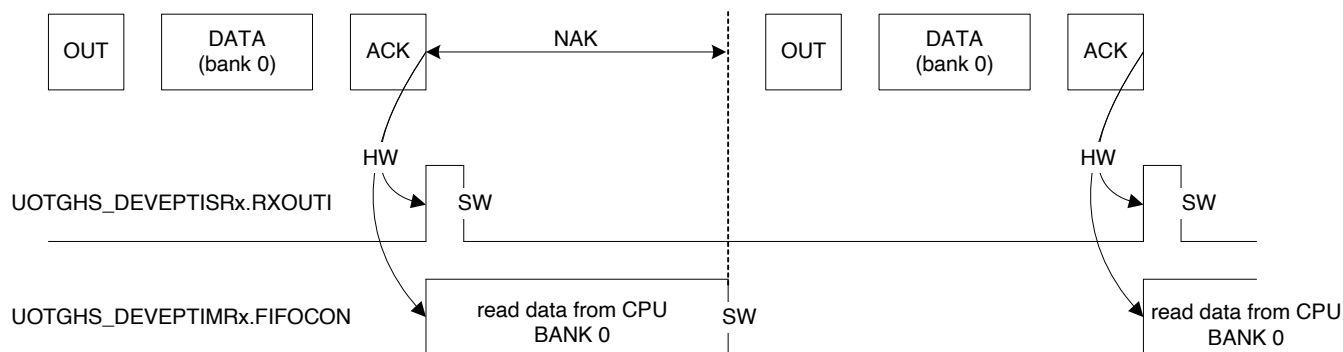 OUT
DATA
(bank 0)
ACK
NAK
OUT
DATA
(bank 0)
ACK
HW
HW
UOTGHS_DEVEPTISRx.RXOUTI
SW
SW
UOTGHS_DEVEPTIMRx.FIFOCON
read data from CPU
BANK 0
SW
read data from CPU
BANK 0